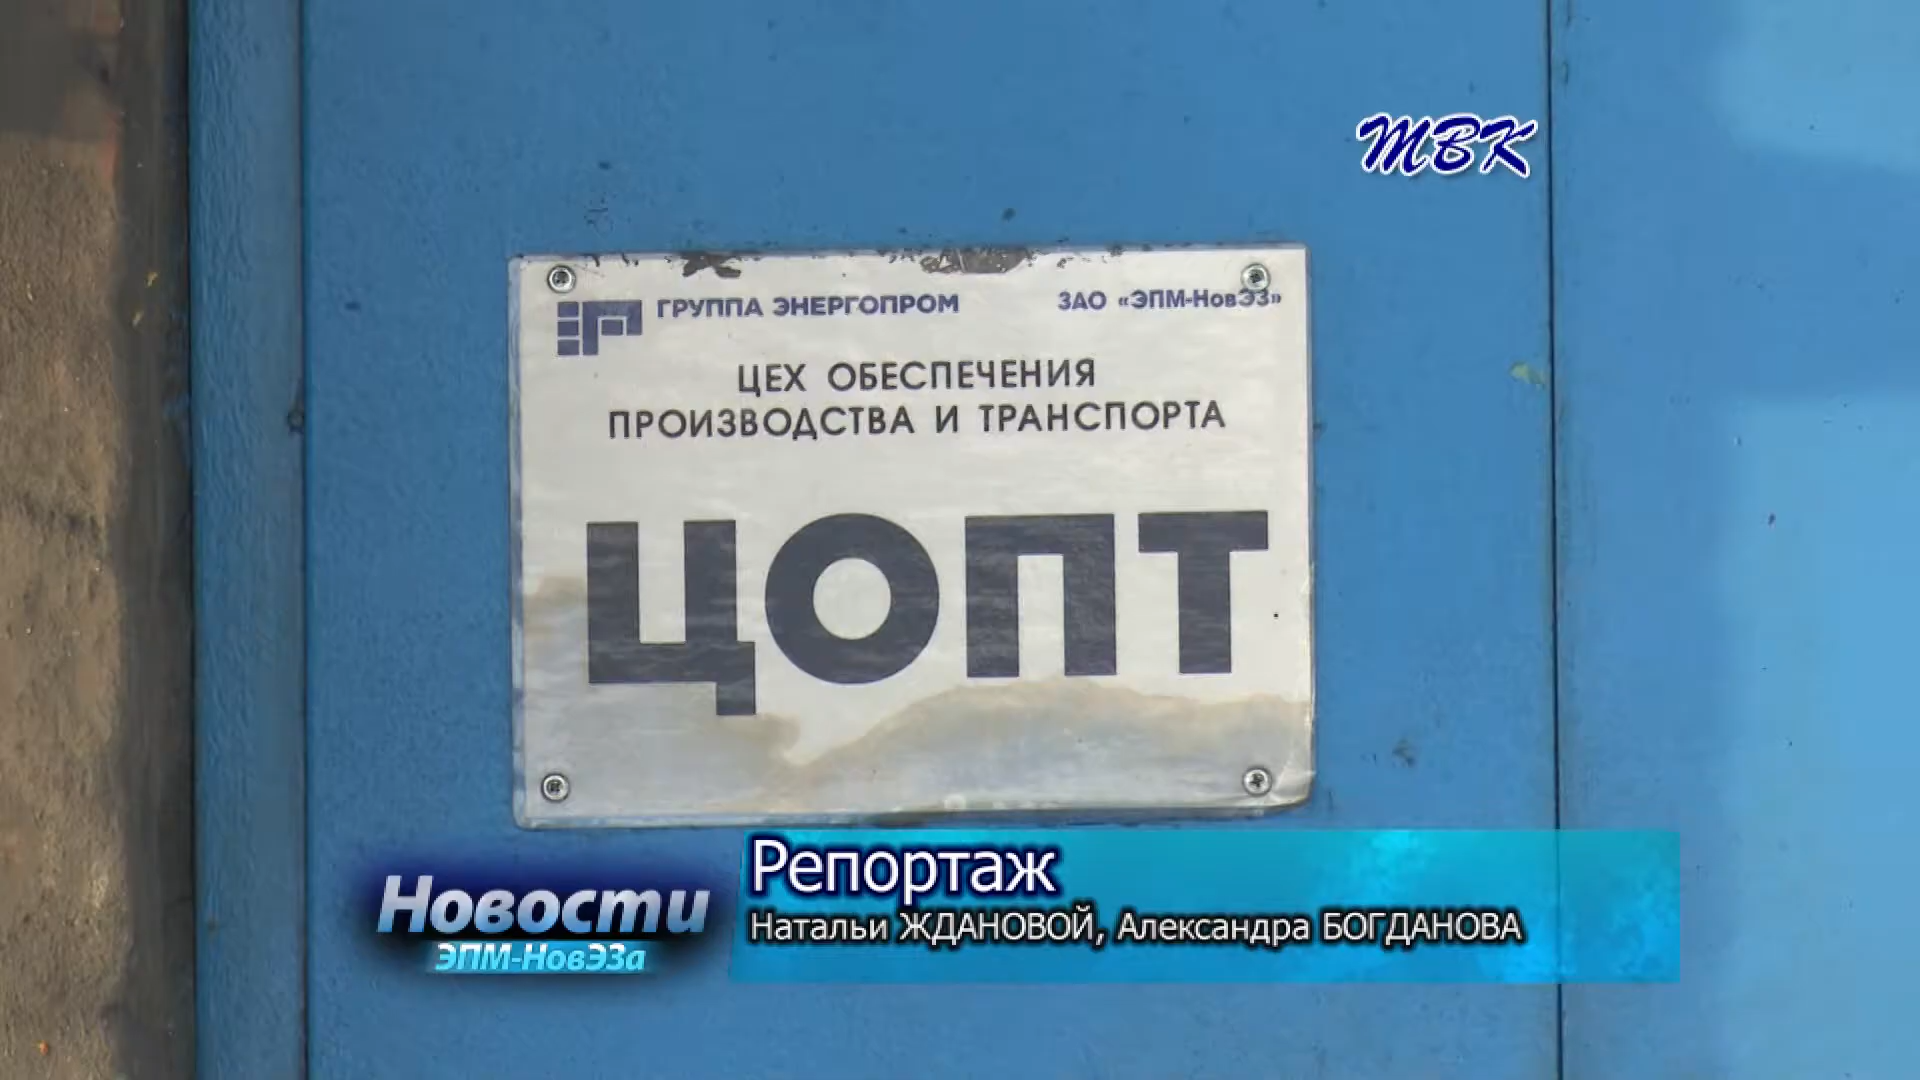 ТВК
ГРУППА ЭНЕРГОПРОМ
ЗАО «ЭПМ-НовЭЗ»
ЦЕХ ОБЕСПЕЧЕНИЯ
ПРОИЗВОДСТВА И ТРАНСПОРТА
ЦОПТ
Новости
ЭПМ-НовЭЗа
Репортаж
Натальи ЖДАНОВОЙ, Александра БОГДАНОВА